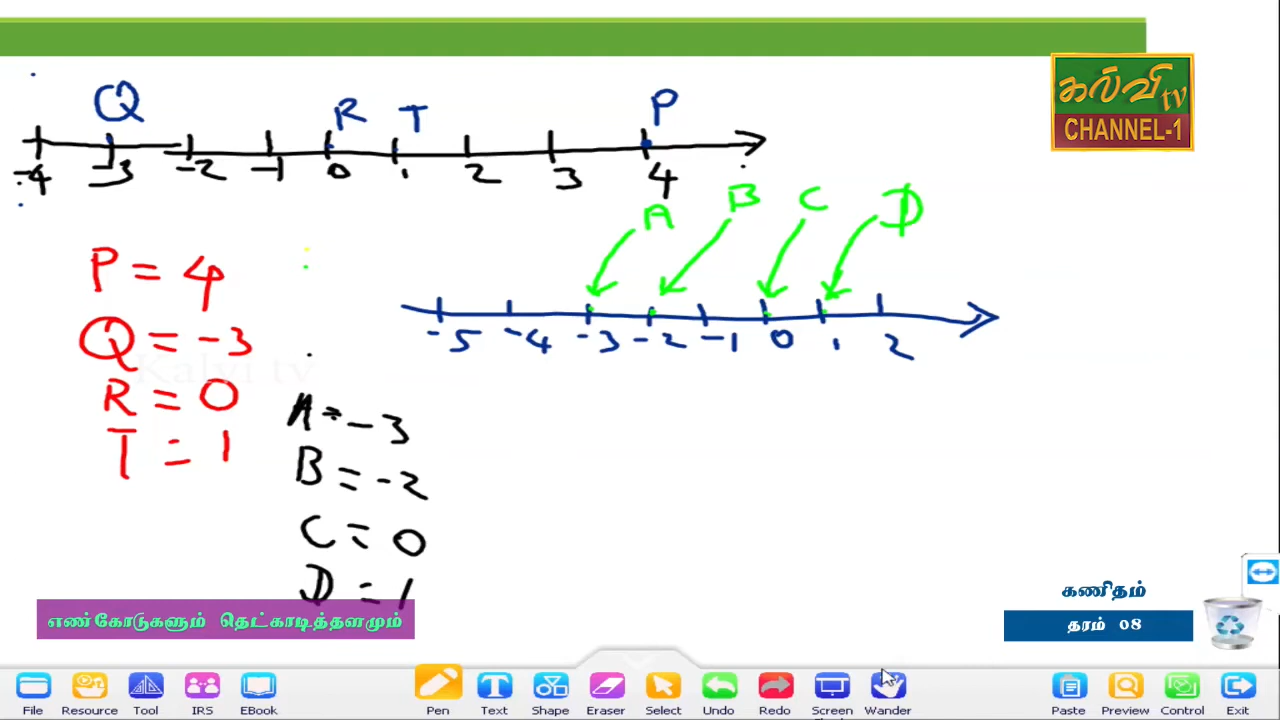 கல்வி tv
CHANNEL-1
Q R T P
-4 -3 -2 -1 0 1 2 3 4
A B C D
-5 -4 -3 -2 -1 0 1 2
P = 4
Q = -3
R = 0
T = 1
Kalvi tv
A = -3
B = -2
C = 0
D = 1
எண்கோடுகளும் தெட்காடித்தளமும்
கணிதம்
தரம் 08
File Resource Tool IRS EBook Pen Text Shape Eraser Select Undo Redo Screen Wander Paste Preview Control Exit